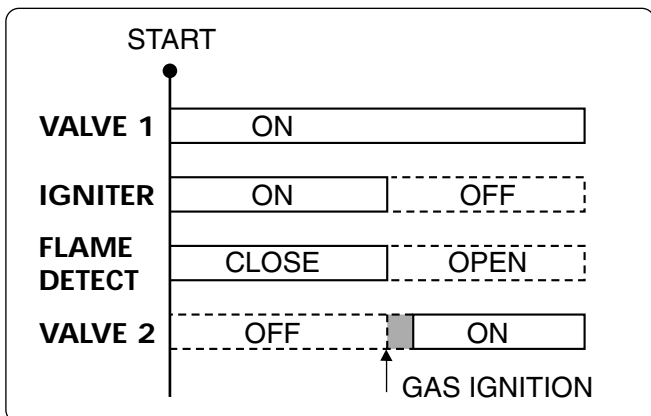 START
VALVE 1 ON
IGNITER ON OFF
FLAME
DETECT CLOSE OPEN
VALVE 2 OFF ON
GAS IGNITION